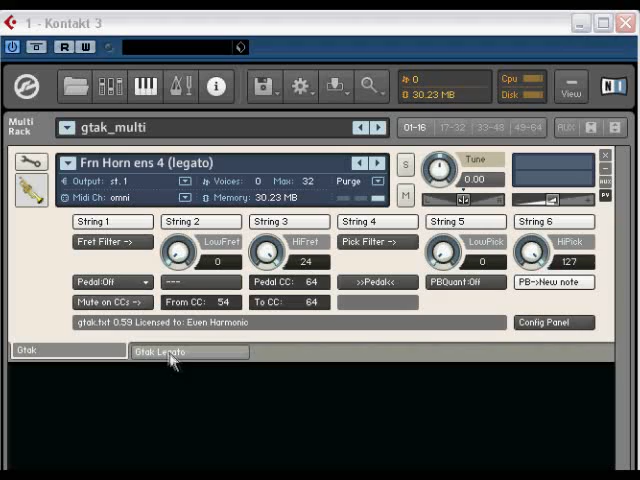 1 - Kontakt 3
R W
0
30.23 MB
Cpu
Disk
View
Multi
Rack
gtak_multi
01-16 17-32 33-48 49-64 AUX
Frn Horn ens 4 (legato)
Output: st. 1 Voices: 0 Max: 32 Purge
Midi Ch: omni Memory: 30.23 MB
S
M
Tune
0.00
L R
AUX
PV
String 1 String 2 String 3 String 4 String 5 String 6
Fret Filter -> LowFret HiFret Pick Filter -> LowPick HiPick
0 24 0 127
Pedal:Off --- Pedal CC: 64 >>Pedal<< PBQuant:Off PB->New note
Mute on CCs -> From CC: 54 To CC: 64
gtak.txt 0.59 Licensed to: Even Harmonic Config Panel
Gtak Gtak Legato